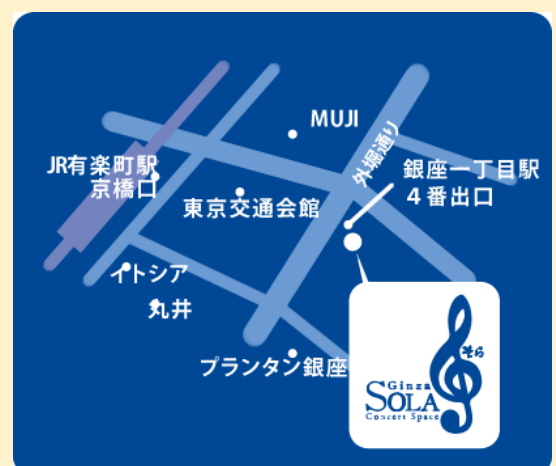 MUJI
外堀通り
JR有楽町駅
京橋口
銀座一丁目駅
4番出口
東京交通会館
イトシア
丸井
プランタン銀座
そら
Ginza
SOLA
Concert Space